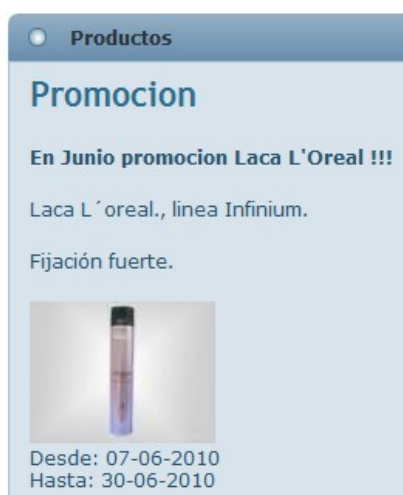 Productos
Promocion
En Junio promocion Laca L'Oreal !!!
Laca L´oreal., linea Infinium.
Fijación fuerte.
Desde: 07-06-2010
Hasta: 30-06-2010